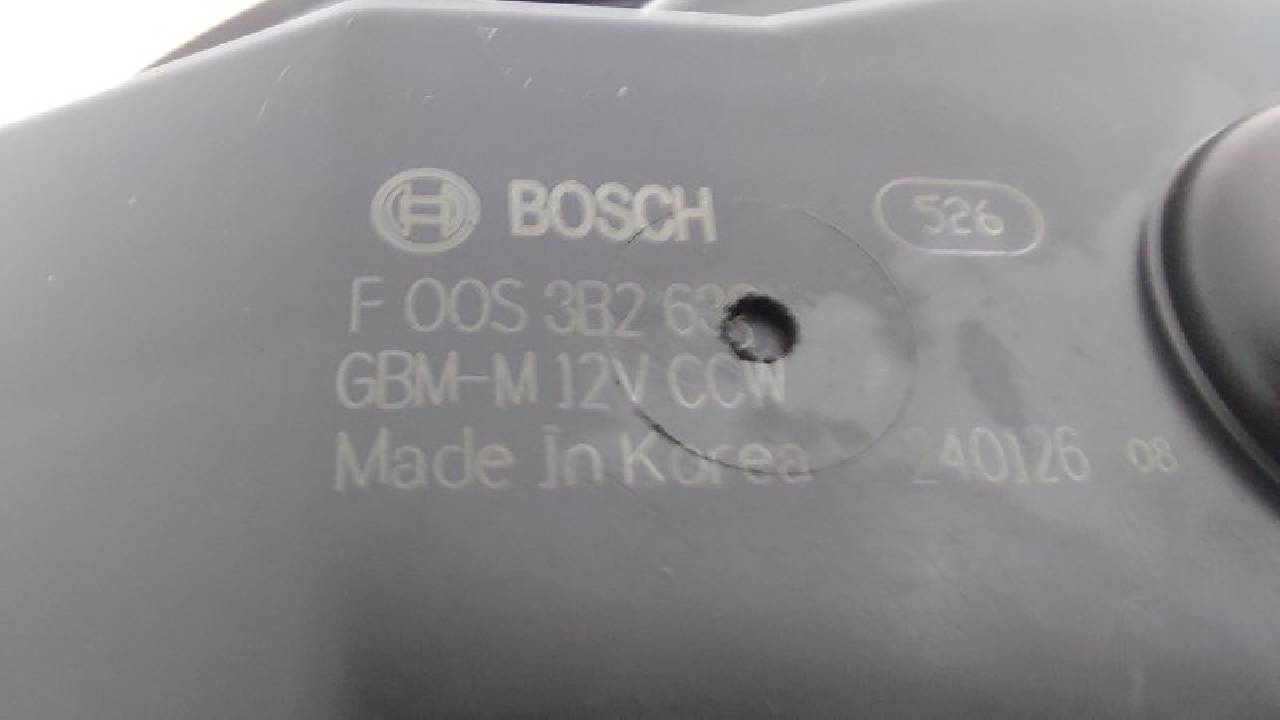 BOSCH 526
F 00S 3B2
GBM-M 12V CCW
Made In Korea 240126 08